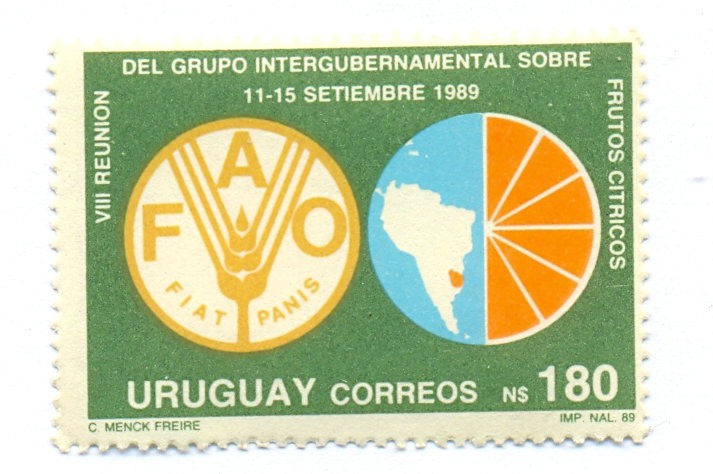 VIII REUNION
DEL GRUPO INTERGUBERNAMENTAL SOBRE
FRUTOS CITRICOS
11-15 SETIEMBRE 1989
FAO
FIAT PANIS
URUGUAY CORREOS N$ 180
C. MENCK FREIRE
IMP. NAL. 89